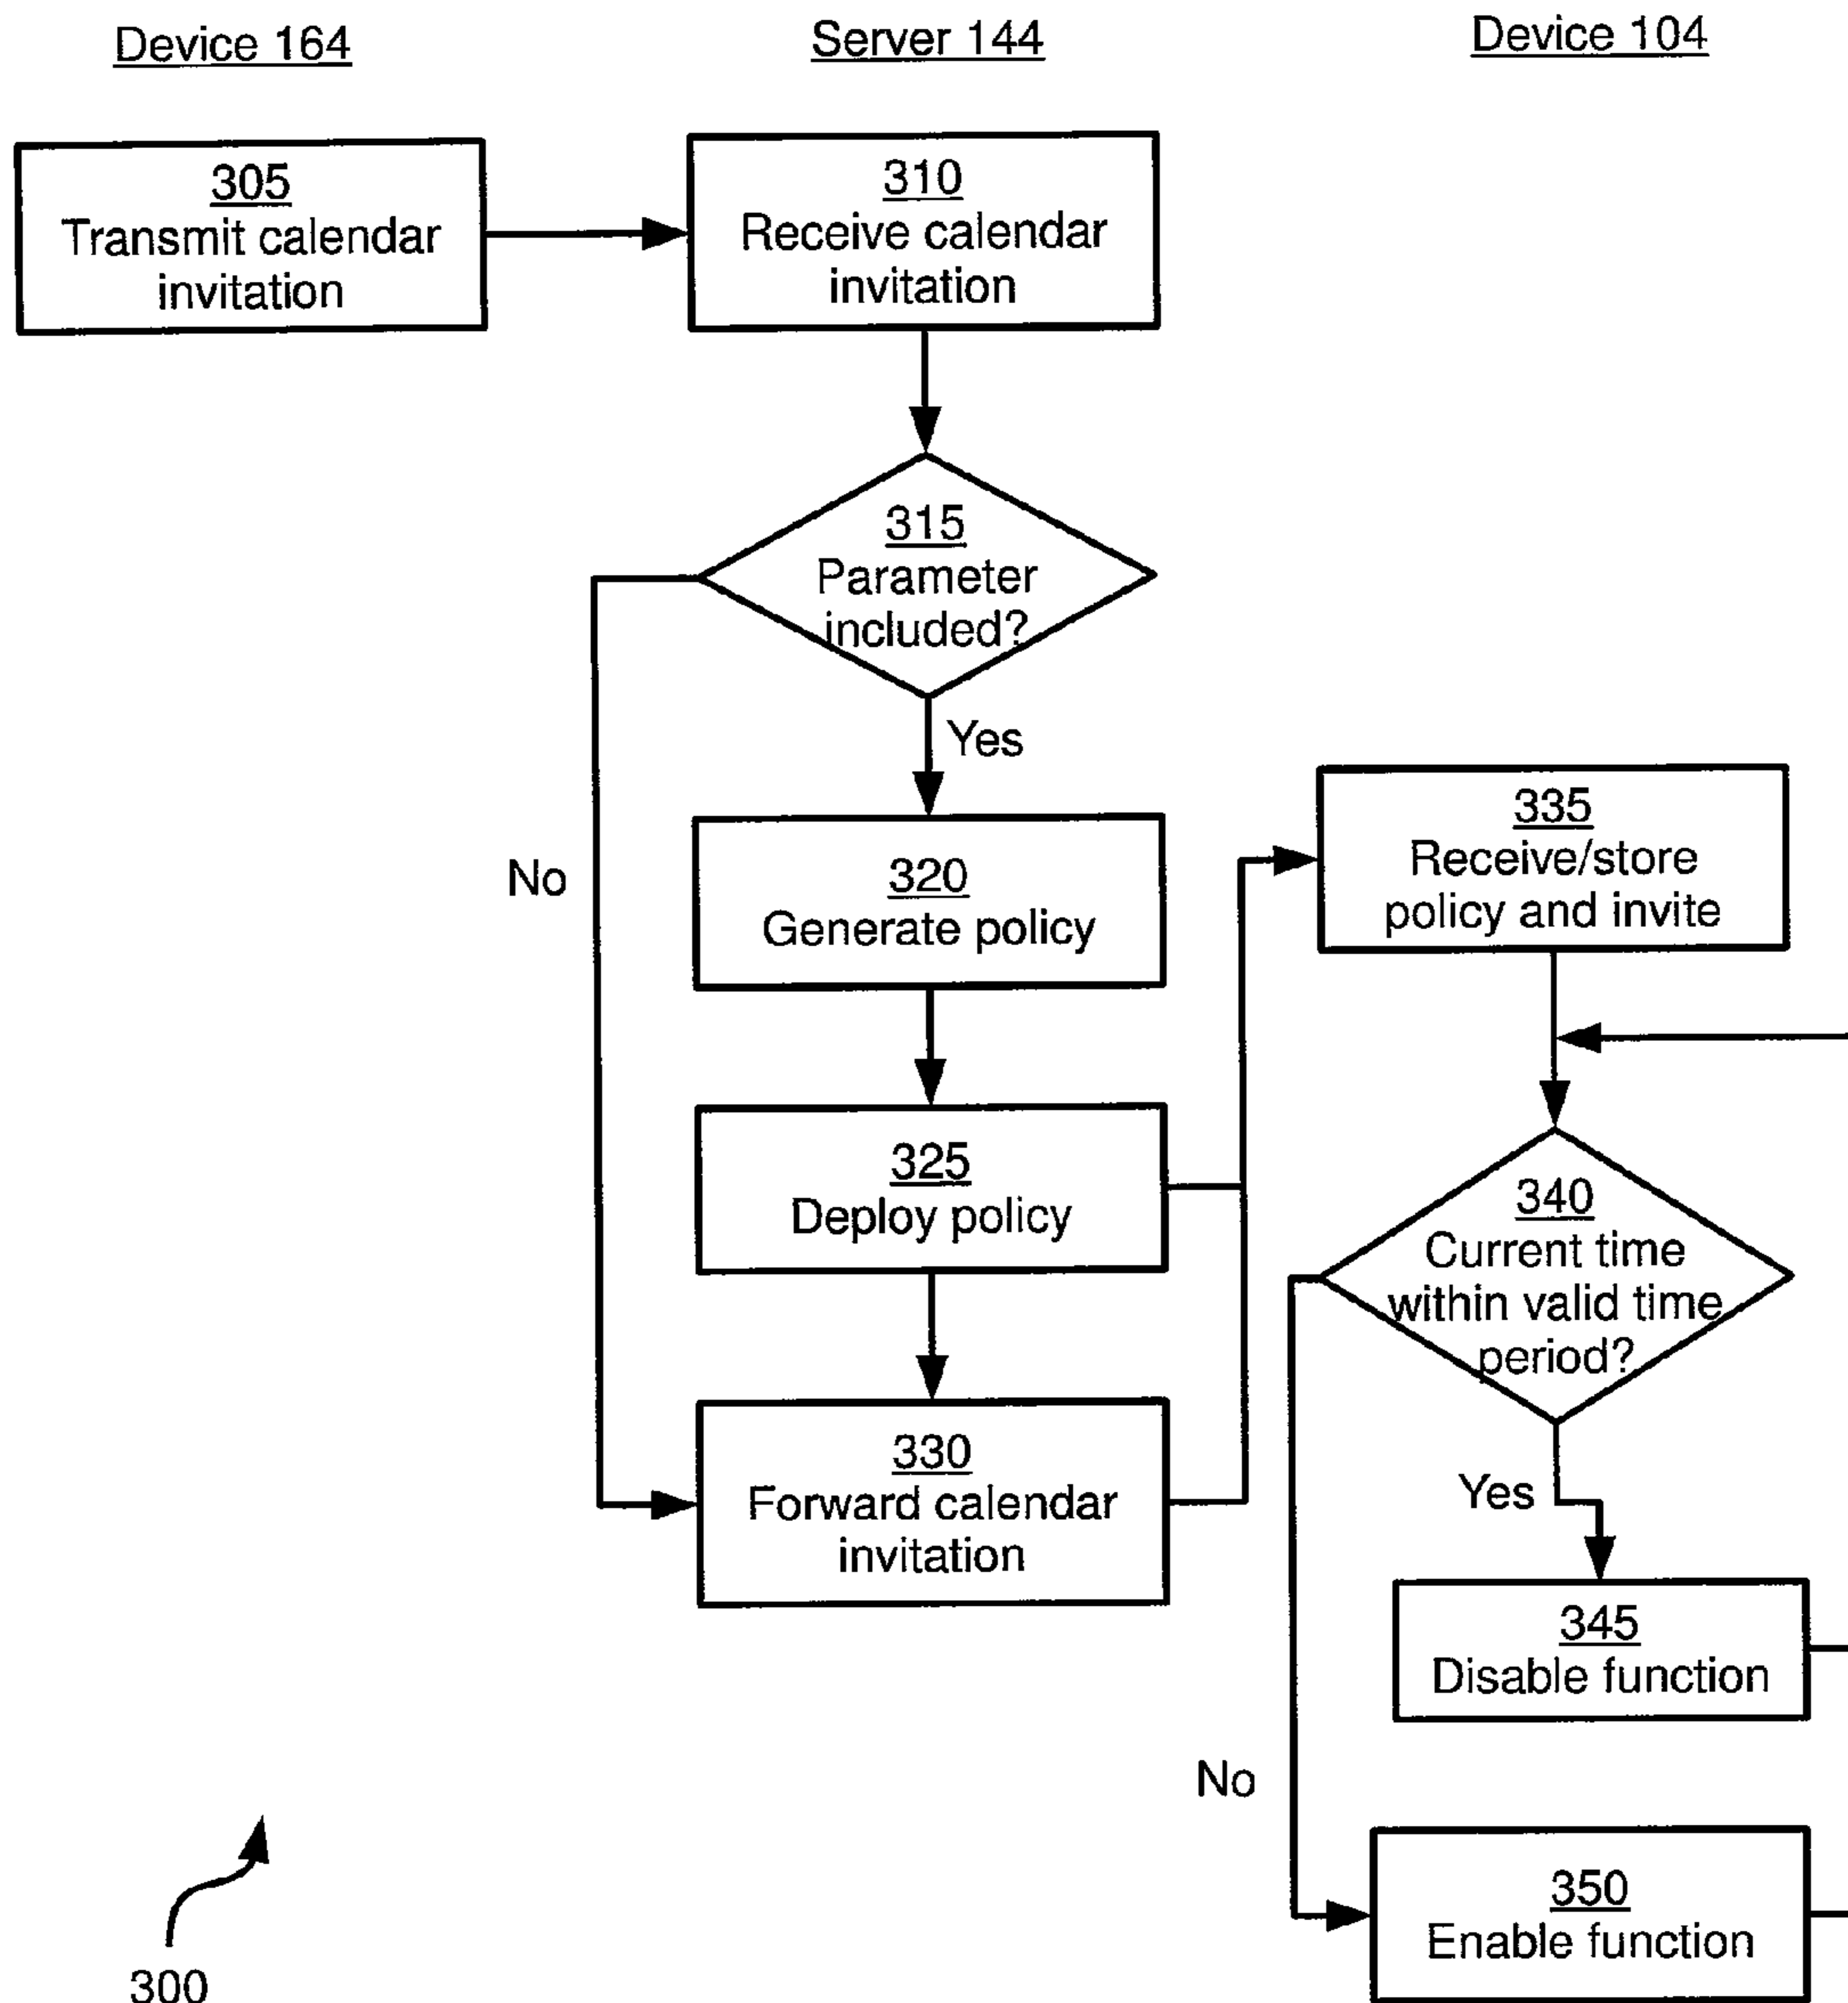 Device 164
Server 144
Device 104
305
Transmit calendar
invitation
310
Receive calendar
invitation
315
Parameter
included?
Yes
No
320
Generate policy
325
Deploy policy
330
Forward calendar
invitation
335
Receive/store
policy and invite
340
Current time
within valid time
period?
Yes
345
Disable function
No
350
Enable function
300